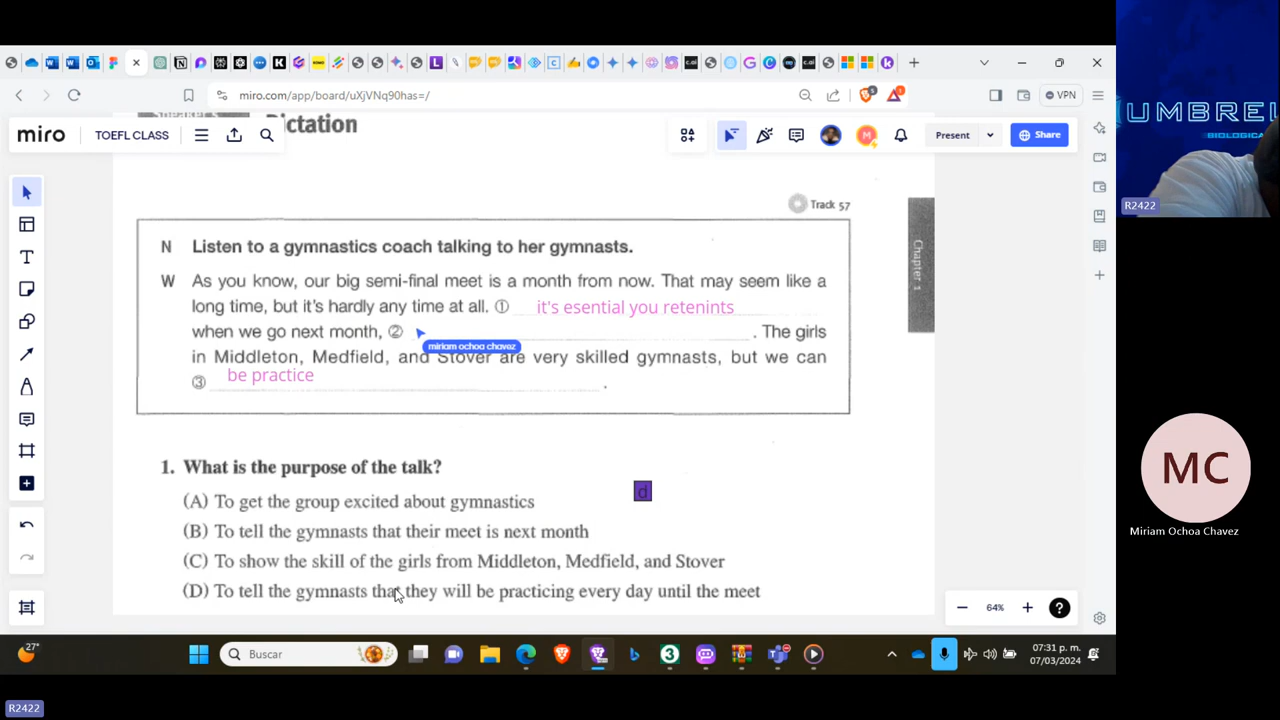 miro.com/app/board/uXjVNq90has=/
VPN
miro
TOEFL CLASS
Present
Share
Dictation
Track 57
Chapter 1
N Listen to a gymnastics coach talking to her gymnasts.
W As you know, our big semi-final meet is a month from now. That may seem like a
long time, but it's hardly any time at all. ① it's esential you retenints
when we go next month, ② . The girls
miriam ochoa chavez
in Middleton, Medfield, and Stover are very skilled gymnasts, but we can
③ be practice .
1. What is the purpose of the talk?
(A) To get the group excited about gymnastics
d
(B) To tell the gymnasts that their meet is next month
(C) To show the skill of the girls from Middleton, Medfield, and Stover
(D) To tell the gymnasts that they will be practicing every day until the meet
64%
27°
Buscar
07:31 p. m.
07/03/2024
UMBREL
BIOLOGICA
R2422
MC
Miriam Ochoa Chavez
R2422